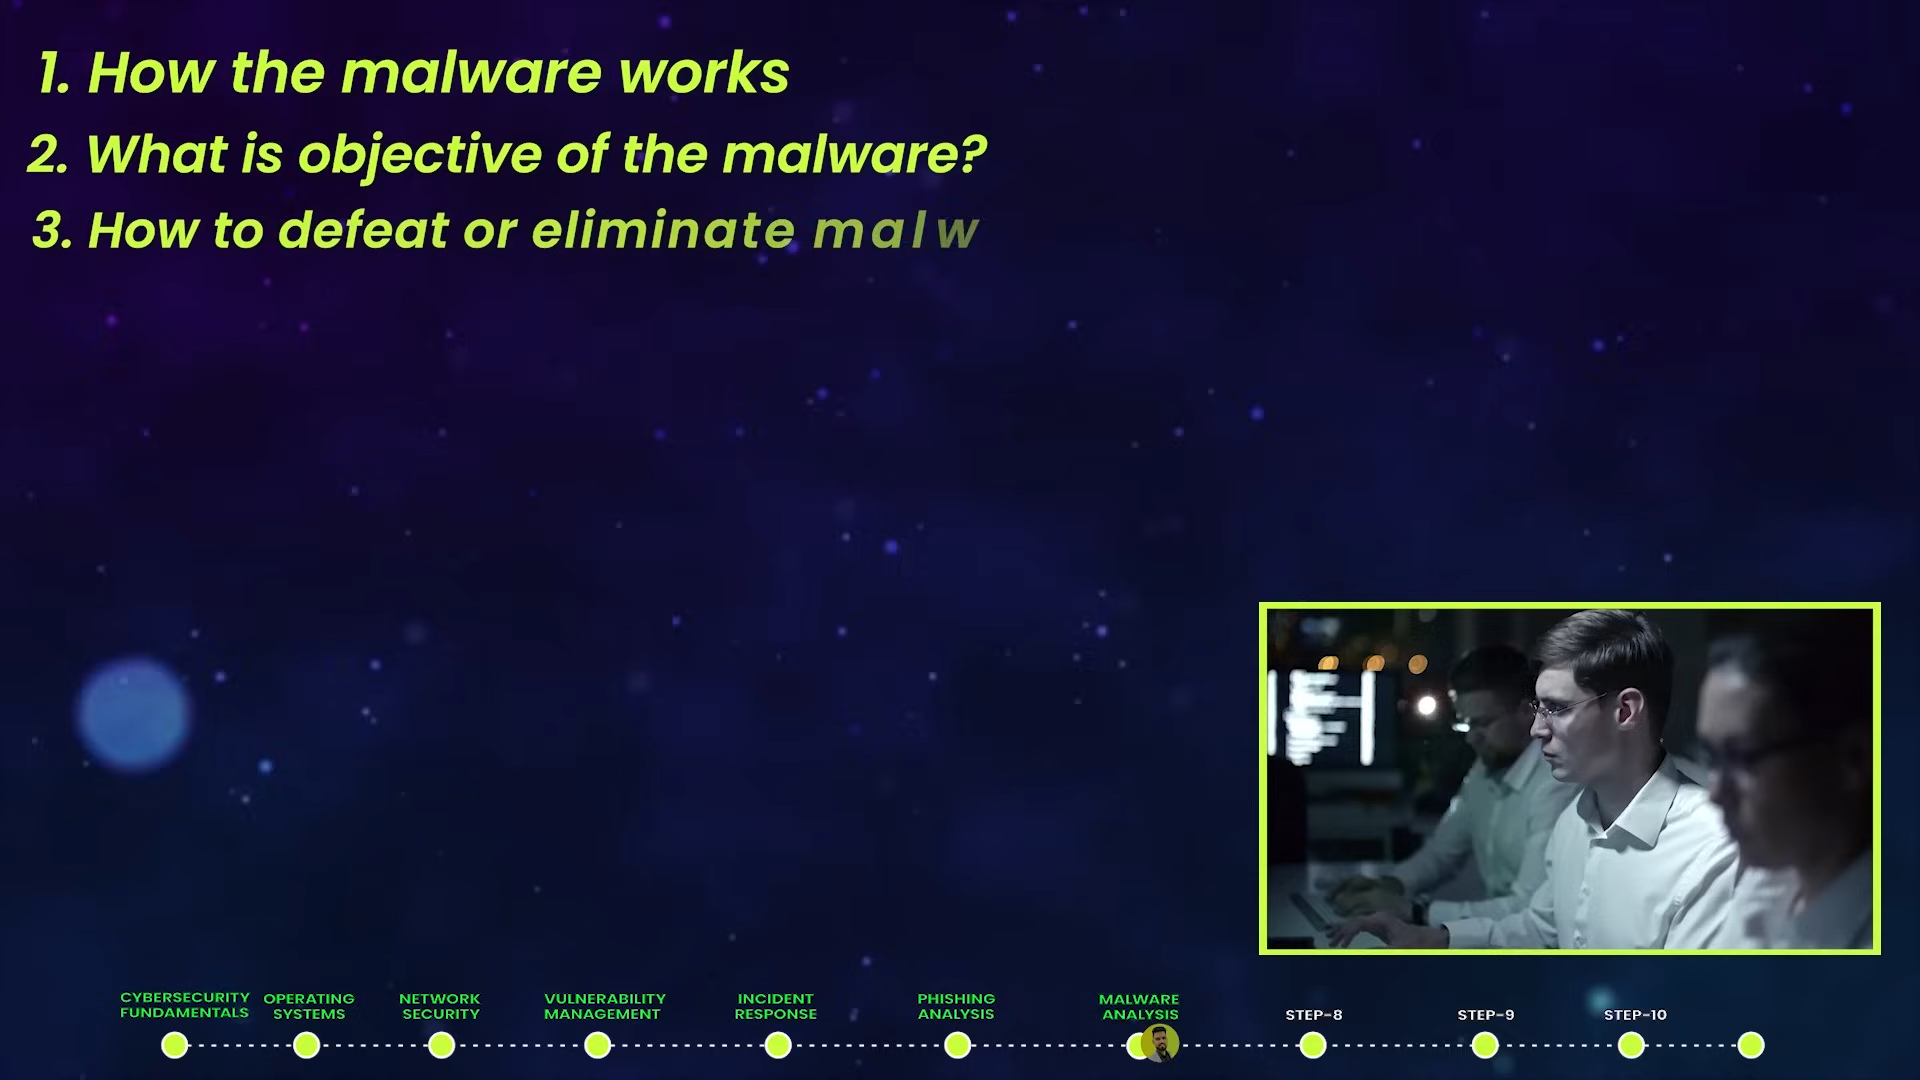 1. How the malware works
2. What is objective of the malware?
3. How to defeat or eliminate malw
CYBERSECURITY
FUNDAMENTALS
OPERATING
SYSTEMS
NETWORK
SECURITY
VULNERABILITY
MANAGEMENT
INCIDENT
RESPONSE
PHISHING
ANALYSIS
MALWARE
ANALYSIS
STEP-8
STEP-9
STEP-10